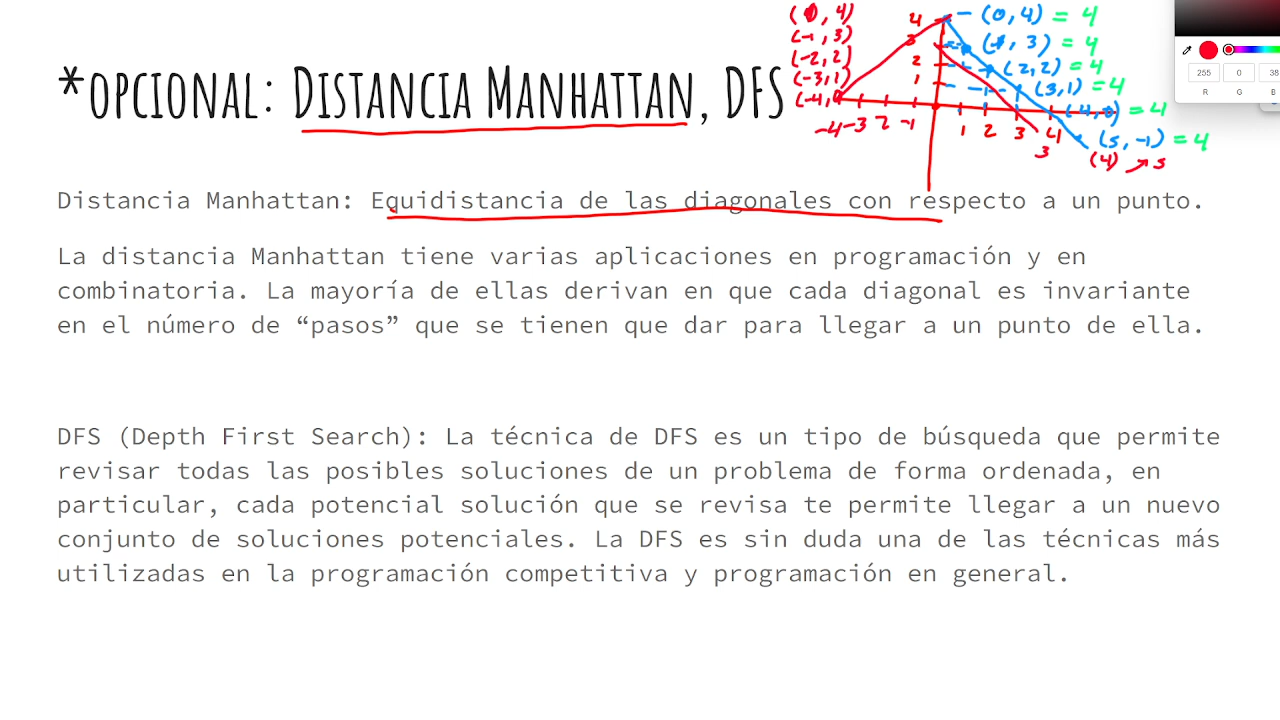 *OPCIONAL: DISTANCIA MANHATTAN, DFS
(0, 4)
(-1, 3)
(-2, 2)
(-3, 1)
(-4,
4
3
2
1
-4 -3 2 -1
1 2 3 4
3
(0, 4) = 4
, 3) = 4
(2, 2) = 4
(3, 1) = 4
(4, 0) = 4
(5, -1) = 4
(4) → 5
255 0 38
R G B
Distancia Manhattan: Equidistancia de las diagonales con respecto a un punto.
La distancia Manhattan tiene varias aplicaciones en programación y en
combinatoria. La mayoría de ellas derivan en que cada diagonal es invariante
en el número de “pasos” que se tienen que dar para llegar a un punto de ella.
DFS (Depth First Search): La técnica de DFS es un tipo de búsqueda que permite
revisar todas las posibles soluciones de un problema de forma ordenada, en
particular, cada potencial solución que se revisa te permite llegar a un nuevo
conjunto de soluciones potenciales. La DFS es sin duda una de las técnicas más
utilizadas en la programación competitiva y programación en general.